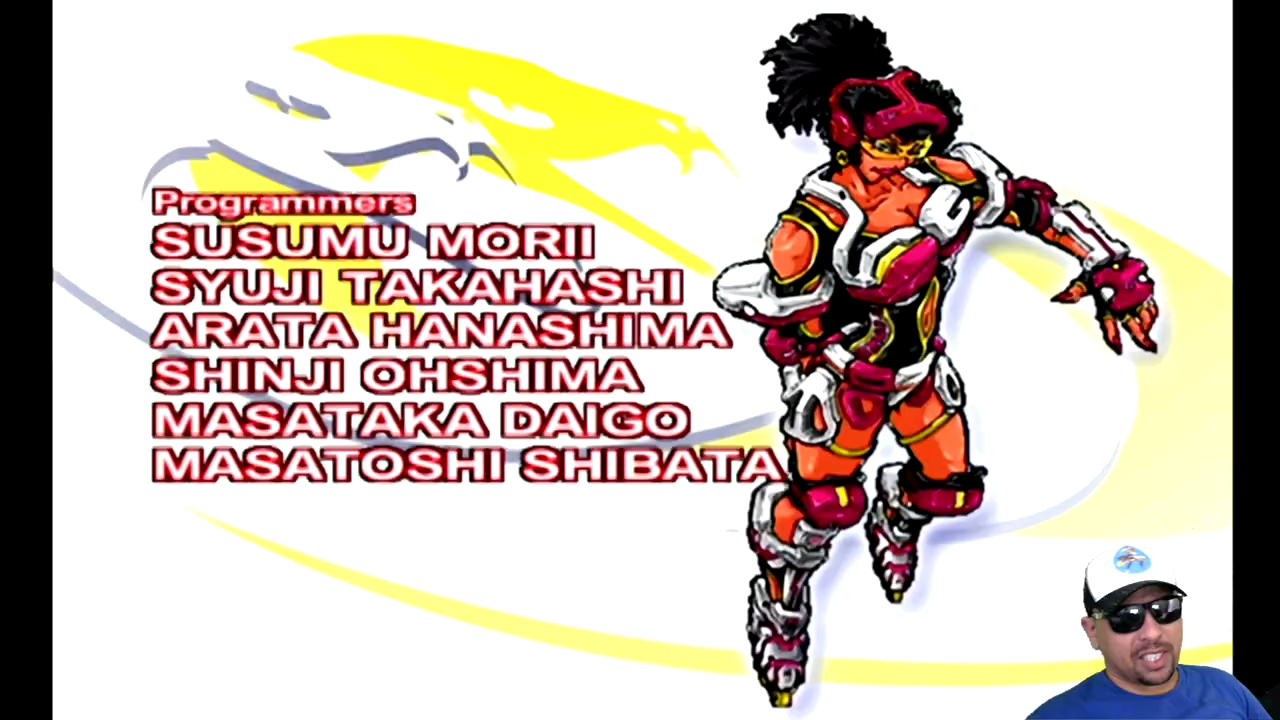 Programmers
SUSUMU MORII
SYUJI TAKAHASHI
ARATA HANASHIMA
SHINJI OHSHIMA
MASATAKA DAIGO
MASATOSHI SHIBATA